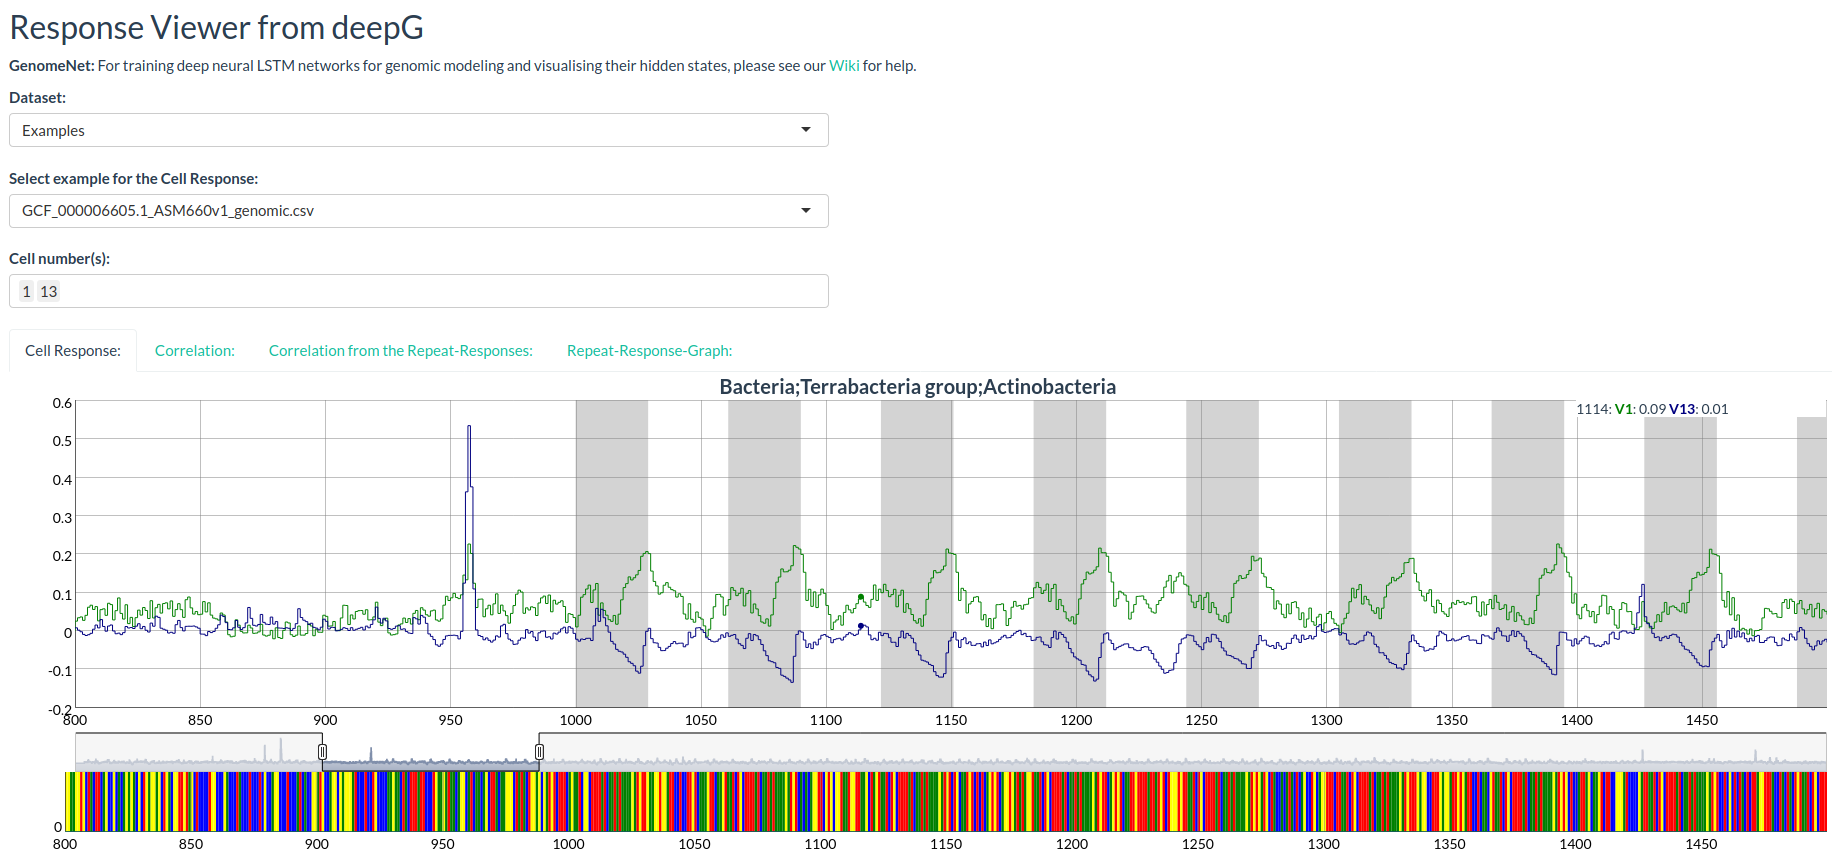 Response Viewer from deepG
GenomeNet: For training deep neural LSTM networks for genomic modeling and visualising their hidden states, please see our Wiki for help.
Dataset:
Examples
Select example for the Cell Response:
GCF_000006605.1_ASM660v1_genomic.csv
Cell number(s):
1 13
Cell Response: Correlation: Correlation from the Repeat-Responses: Repeat-Response-Graph:
Bacteria;Terrabacteria group;Actinobacteria
1114: V1: 0.09 V13: 0.01
0.6
0.5
0.4
0.3
0.2
0.1
0
-0.1
-0.2
800 850 900 950 1000 1050 1100 1150 1200 1250 1300 1350 1400 1450
0
800 850 900 950 1000 1050 1100 1150 1200 1250 1300 1350 1400 1450